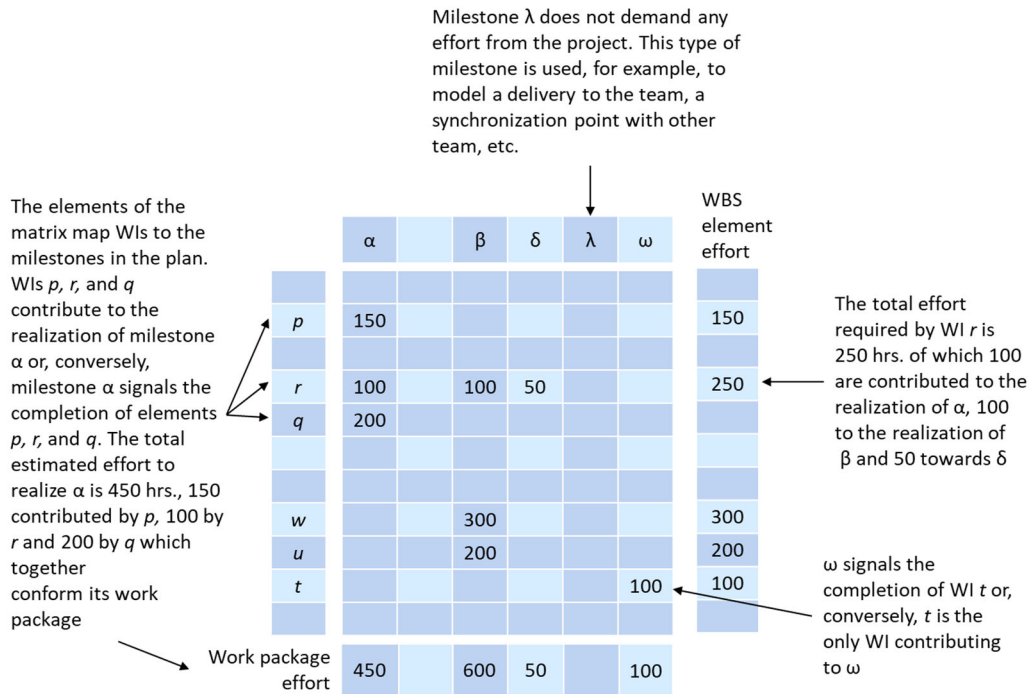 Milestone λ does not demand any
effort from the project. This type of
milestone is used, for example, to
model a delivery to the team, a
synchronization point with other
team, etc.
The elements of the
matrix map WIs to the
milestones in the plan.
WIs p, r, and q
contribute to the
realization of milestone
α or, conversely,
milestone α signals the
completion of elements
p, r, and q. The total
estimated effort to
realize α is 450 hrs., 150
contributed by p, 100 by
r and 200 by q which
together
conform its work
package
WBS
element
effort
α β δ λ ω
p 150 150
r 100 100 50 250
q 200
w 300 300
u 200 200
t 100 100
Work package
effort
450 600 50 100
The total effort
required by WI r is
250 hrs. of which 100
are contributed to the
realization of α, 100
to the realization of
β and 50 towards δ
ω signals the
completion of WI t or,
conversely, t is the
only WI contributing
to ω